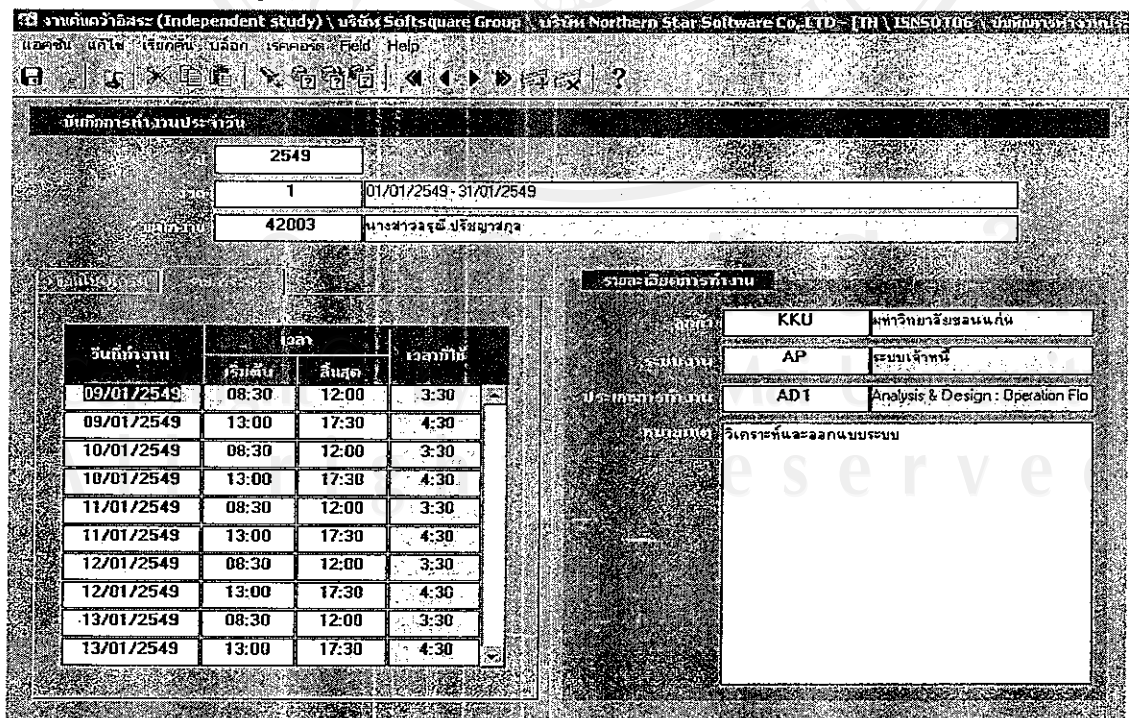 งานค้นคว้าอิสระ (Independent study) \ บริษัท Softsquare Group \ บริษัท Northern Star Software Co.,LTD - [TH \ ISNS0T06 \
แอคชั่น แก้ไข เรียกค้น บล็อก เรคคอร์ด Field Help
บันทึกการทำงานประจำวัน
2549
1 01/01/2549 - 31/01/2549
พนักงาน 42003
รายละเอียดการทำงาน
ลูกค้า KKU มหาวิทยาลัยขอนแก่น
ระบบงาน AP ระบบเจ้าหนี้
ประเภทการทำงาน AD1 Analysis & Design : Operation Flo
หมายเหตุ วิเคราะห์และออกแบบระบบ
วันที่ทำงาน เวลา เวลาที่ใช้
เริ่มต้น สิ้นสุด
09/01/2549 08:30 12:00 3:30
09/01/2549 13:00 17:30 4:30
10/01/2549 08:30 12:00 3:30
10/01/2549 13:00 17:30 4:30
11/01/2549 08:30 12:00 3:30
11/01/2549 13:00 17:30 4:30
12/01/2549 08:30 12:00 3:30
12/01/2549 13:00 17:30 4:30
13/01/2549 08:30 12:00 3:30
13/01/2549 13:00 17:30 4:30